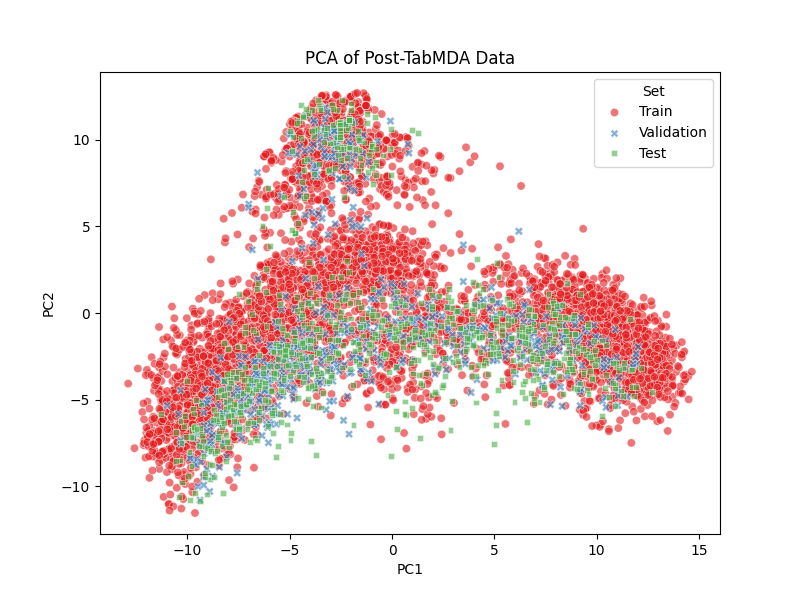 PCA of Post-TabMDA Data
Set
Train
Validation
Test
PC2
10
5
0
−5
−10
−10
−5
0
5
10
15
PC1